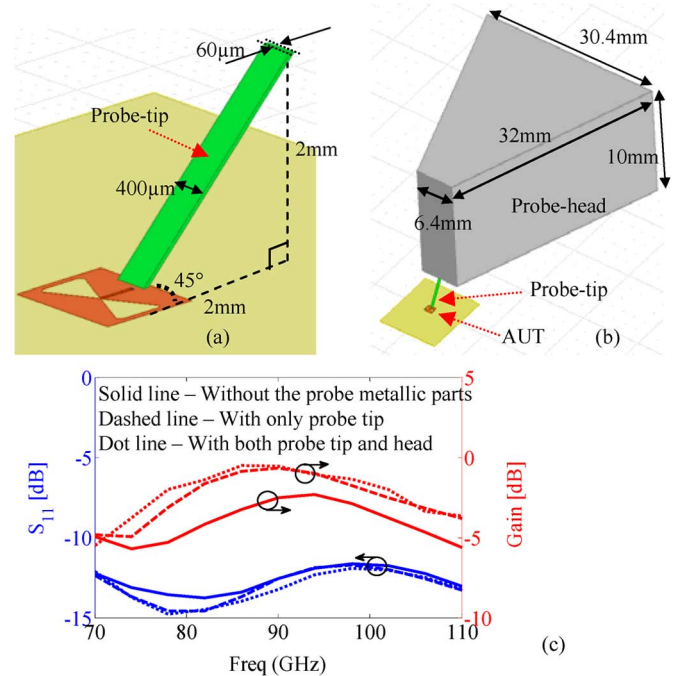 60µm
Probe-tip
2mm
400µm
45°
2mm
(a)
30.4mm
32mm
10mm
6.4mm
Probe-head
Probe-tip
AUT
(b)
Solid line – Without the probe metallic parts
Dashed line – With only probe tip
Dot line – With both probe tip and head
0
-5
-10
-15
S11 [dB]
5
0
-5
-10
Gain [dB]
70 80 90 100 110
Freq (GHz)
(c)